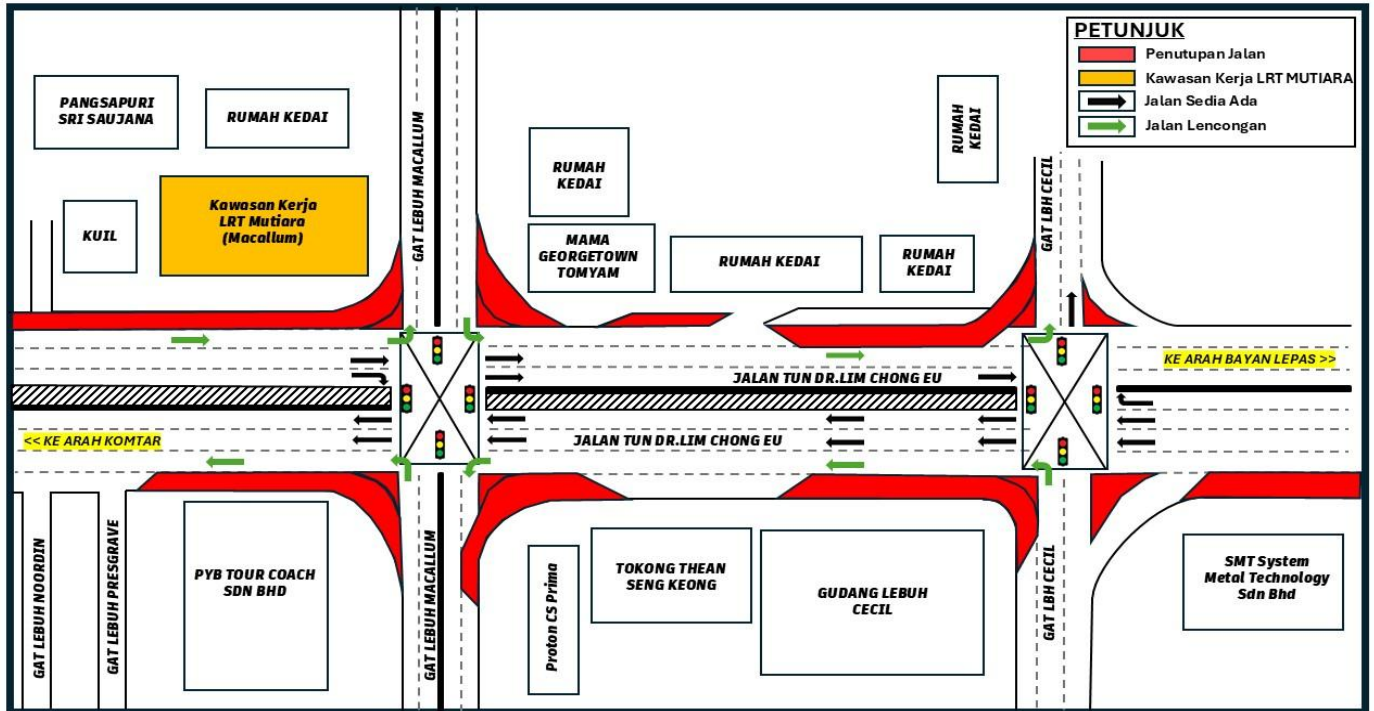 PETUNJUK
Penutupan Jalan
Kawasan Kerja LRT MUTIARA
Jalan Sedia Ada
Jalan Lencongan
PANGSAPURI
SRI SAUJANA
RUMAH KEDAI
KUIL
Kawasan Kerja
LRT Mutiara
(Macallum)
GAT LEBUH MACALLUM
RUMAH
KEDAI
MAMA
GEORGETOWN
TOMYAM
RUMAH KEDAI
RUMAH
KEDAI
RUMAH
KEDAI
GAT LBH CECIL
KE ARAH BAYAN LEPAS >>
JALAN TUN DR.LIM CHONG EU
<< KE ARAH KOMTAR
JALAN TUN DR.LIM CHONG EU
GAT LEBUH NOORDIN
GAT LEBUH PRESGRAVE
PYB TOUR COACH
SDN BHD
GAT LEBUH MACALLUM
Proton CS Prima
TOKONG THEAN
SENG KEONG
GUDANG LEBUH
CECIL
GAT LBH CECIL
SMT System
Metal Technology
Sdn Bhd